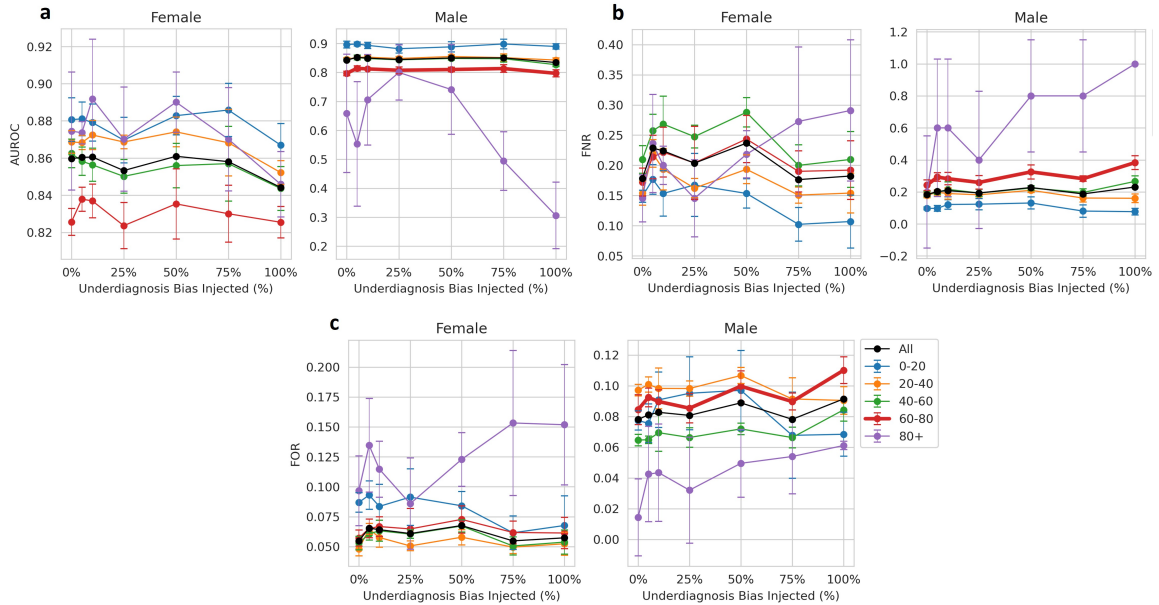 a
Female
Male
AUROC
0.92
0.90
0.88
0.86
0.84
0.82
0% 25% 50% 75% 100%
Underdiagnosis Bias Injected (%)
0.9
0.8
0.7
0.6
0.5
0.4
0.3
0.2
0% 25% 50% 75% 100%
Underdiagnosis Bias Injected (%)
b
Female
Male
FNR
0.40
0.35
0.30
0.25
0.20
0.15
0.10
0.05
0% 25% 50% 75% 100%
Underdiagnosis Bias Injected (%)
1.2
1.0
0.8
0.6
0.4
0.2
0.0
−0.2
0% 25% 50% 75% 100%
Underdiagnosis Bias Injected (%)
c
Female
Male
FOR
0.200
0.175
0.150
0.125
0.100
0.075
0.050
0% 25% 50% 75% 100%
Underdiagnosis Bias Injected (%)
0.12
0.10
0.08
0.06
0.04
0.02
0.00
0% 25% 50% 75% 100%
Underdiagnosis Bias Injected (%)
All
0-20
20-40
40-60
60-80
80+